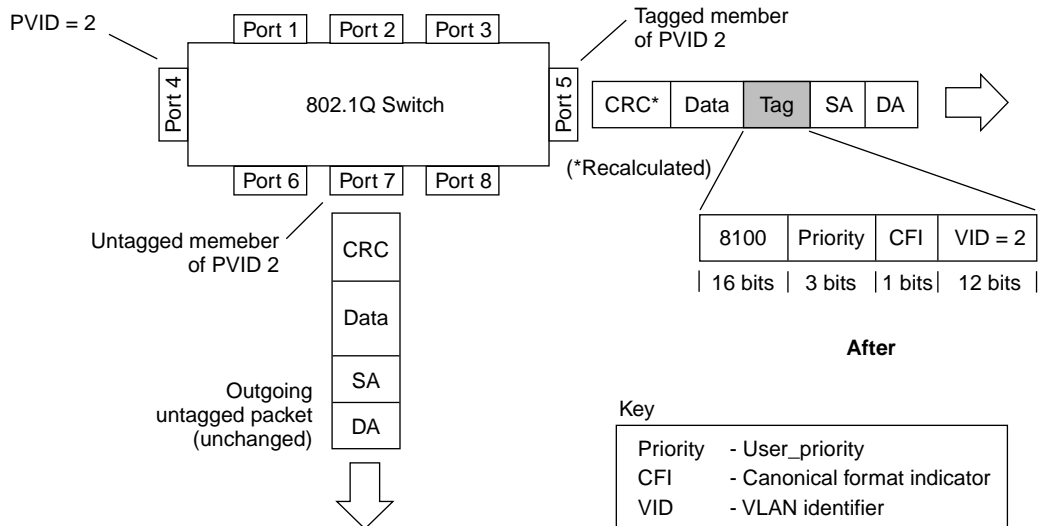 PVID = 2
Port 1
Port 2
Port 3
Tagged member
of PVID 2
Port 4
802.1Q Switch
Port 5
CRC*
Data
Tag
SA
DA
(*Recalculated)
Port 6
Port 7
Port 8
Untagged memeber
of PVID 2
CRC
Data
SA
DA
8100
Priority
CFI
VID = 2
16 bits
3 bits
1 bits
12 bits
After
Outgoing
untagged packet
(unchanged)
Key
Priority - User_priority
CFI - Canonical format indicator
VID - VLAN identifier